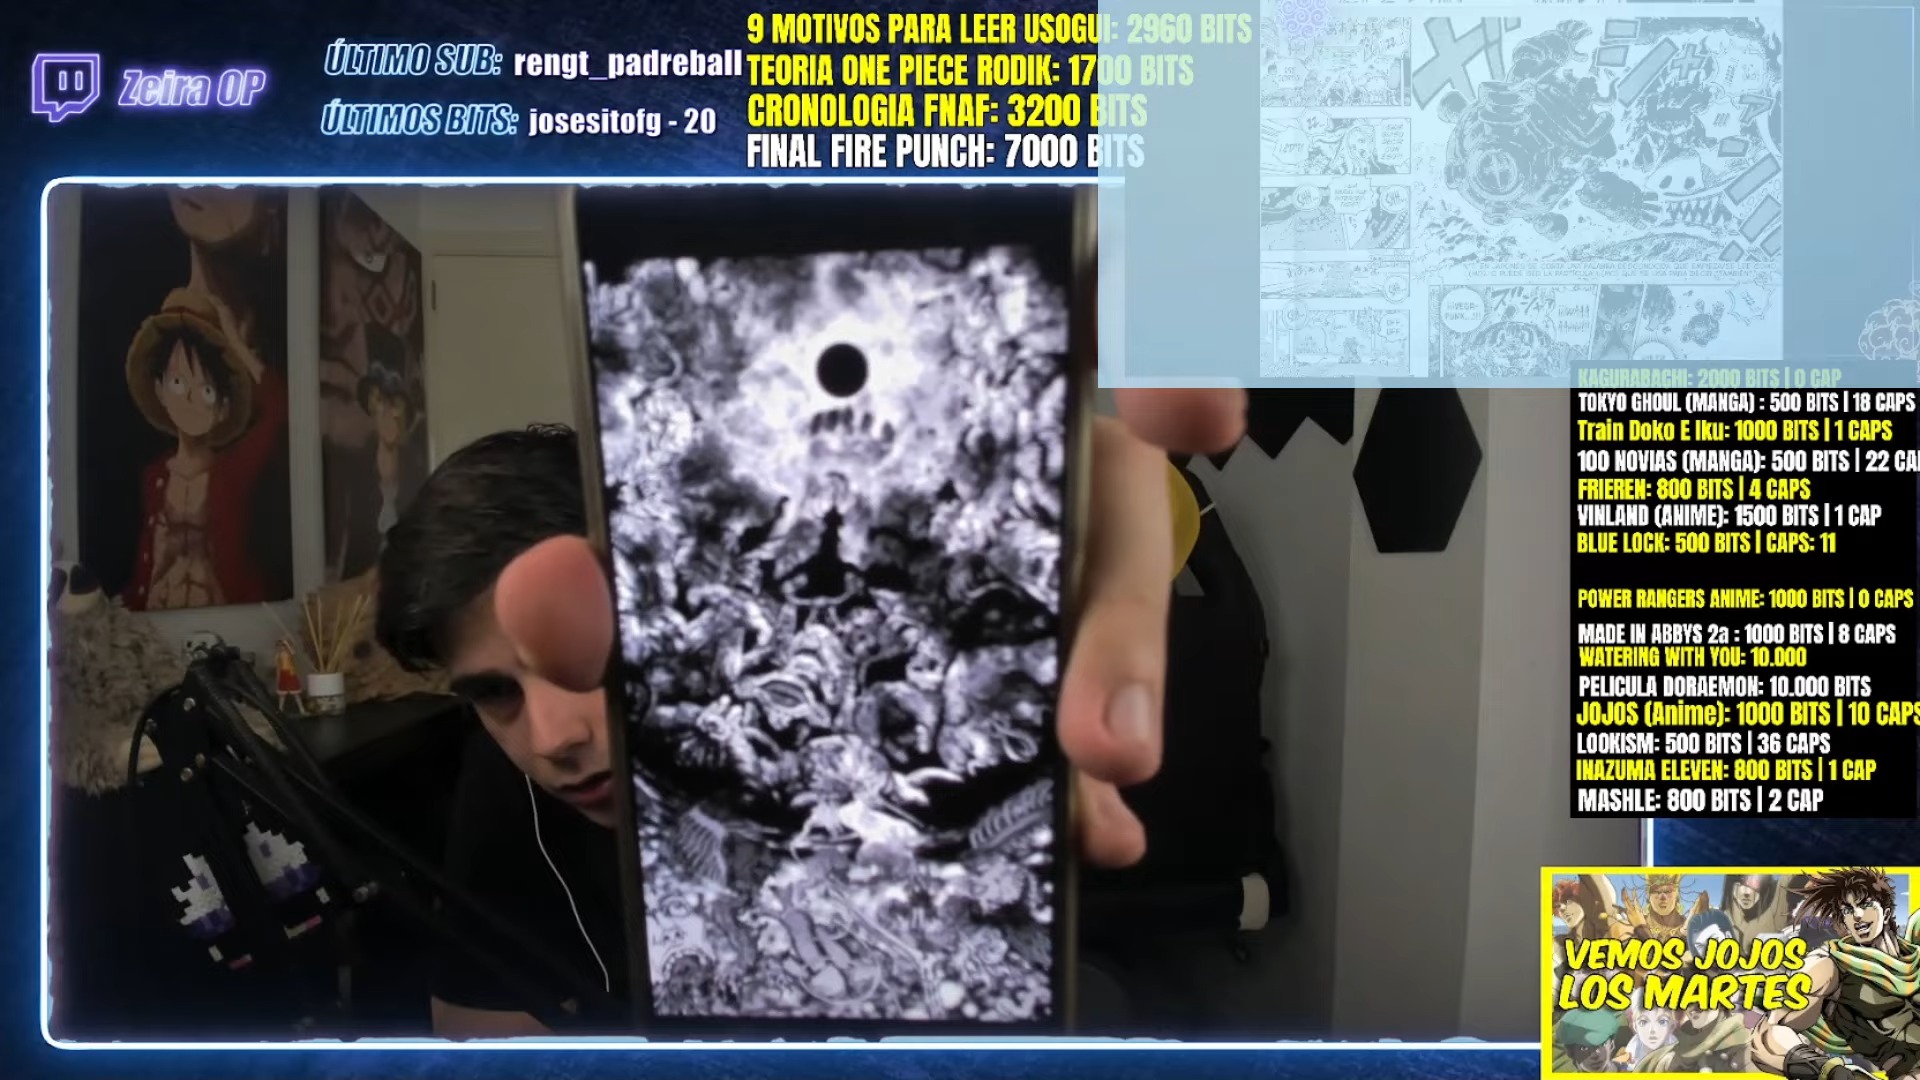 Zeira OP
ÚLTIMO SUB: rengt_padreball
ÚLTIMOS BITS: josesitofg - 20
9 MOTIVOS PARA LEER USOGUI: 2960 BITS
TEORIA ONE PIECE RODIK: 1700 BITS
CRONOLOGIA FNAF: 3200 BITS
FINAL FIRE PUNCH: 7000 BITS
KAGURABACHI: 2000 BITS | 0 CAP
TOKYO GHOUL (MANGA) : 500 BITS | 18 CAPS
Train Doko E Iku: 1000 BITS | 1 CAPS
100 NOVIAS (MANGA): 500 BITS | 22 CA
FRIEREN: 800 BITS | 4 CAPS
VINLAND (ANIME): 1500 BITS | 1 CAP
BLUE LOCK: 500 BITS | CAPS: 11
POWER RANGERS ANIME: 1000 BITS | 0 CAPS
MADE IN ABBYS 2a : 1000 BITS | 8 CAPS
WATERING WITH YOU: 10.000
PELICULA DORAEMON: 10.000 BITS
JOJOS (Anime): 1000 BITS | 10 CAPS
LOOKISM: 500 BITS | 36 CAPS
INAZUMA ELEVEN: 800 BITS | 1 CAP
MASHLE: 800 BITS | 2 CAP
VEMOS JOJOS
LOS MARTES